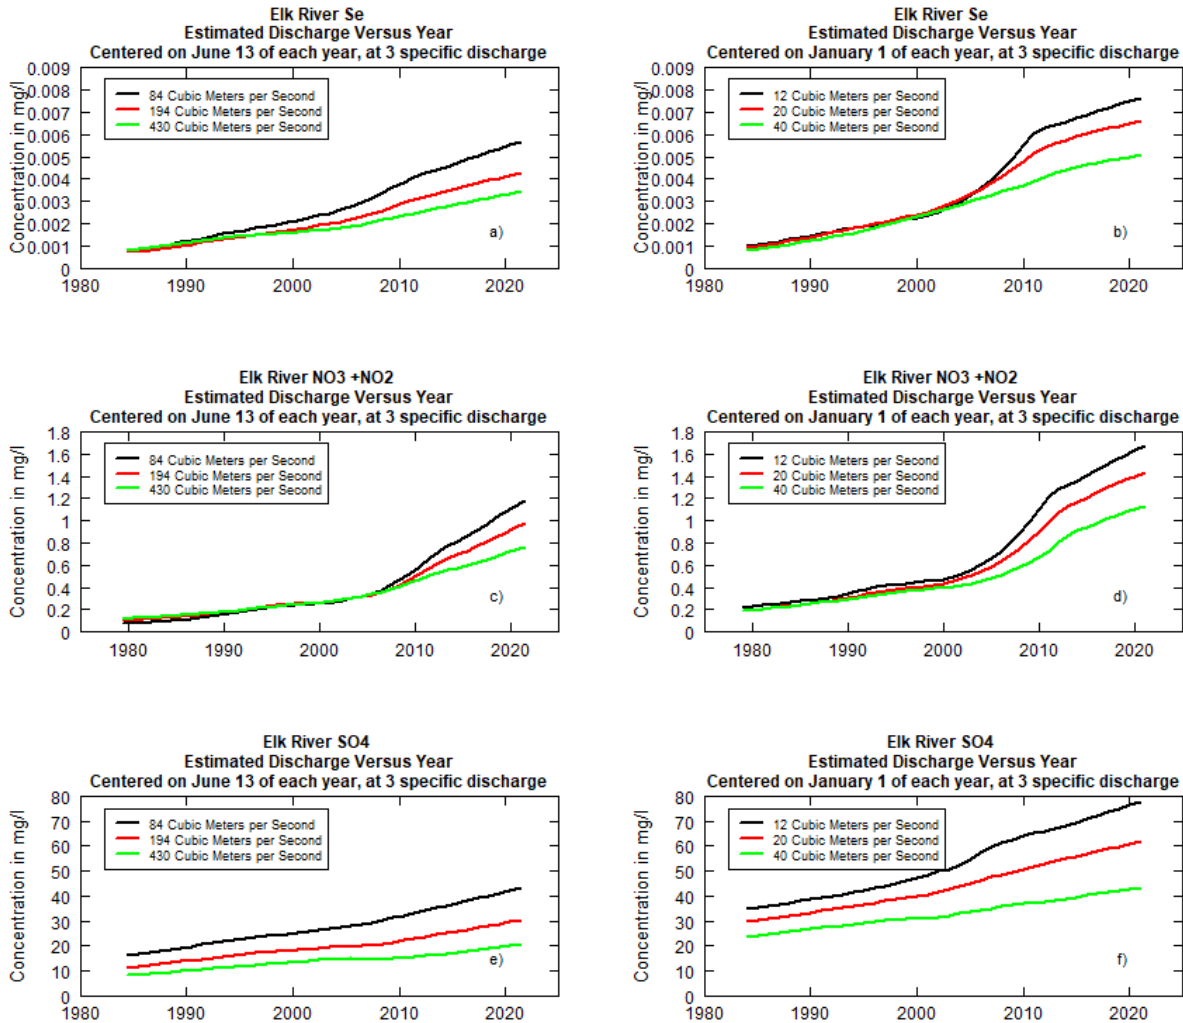 Elk River Se
Estimated Discharge Versus Year
Centered on June 13 of each year, at 3 specific discharge
Concentration in mg/l
0.009
0.008
0.007
0.006
0.005
0.004
0.003
0.002
0.001
0
84 Cubic Meters per Second
194 Cubic Meters per Second
430 Cubic Meters per Second
a)
1980 1990 2000 2010 2020
Elk River Se
Estimated Discharge Versus Year
Centered on January 1 of each year, at 3 specific discharge
Concentration in mg/l
0.009
0.008
0.007
0.006
0.005
0.004
0.003
0.002
0.001
0
12 Cubic Meters per Second
20 Cubic Meters per Second
40 Cubic Meters per Second
b)
1980 1990 2000 2010 2020
Elk River NO3 +NO2
Estimated Discharge Versus Year
Centered on June 13 of each year, at 3 specific discharge
Concentration in mg/l
1.8
1.6
1.4
1.2
1
0.8
0.6
0.4
0.2
0
84 Cubic Meters per Second
194 Cubic Meters per Second
430 Cubic Meters per Second
c)
1980 1990 2000 2010 2020
Elk River NO3 +NO2
Estimated Discharge Versus Year
Centered on January 1 of each year, at 3 specific discharge
Concentration in mg/l
1.8
1.6
1.4
1.2
1
0.8
0.6
0.4
0.2
0
12 Cubic Meters per Second
20 Cubic Meters per Second
40 Cubic Meters per Second
d)
1980 1990 2000 2010 2020
Elk River SO4
Estimated Discharge Versus Year
Centered on June 13 of each year, at 3 specific discharge
Concentration in mg/l
80
70
60
50
40
30
20
10
0
84 Cubic Meters per Second
194 Cubic Meters per Second
430 Cubic Meters per Second
e)
1980 1990 2000 2010 2020
Elk River SO4
Estimated Discharge Versus Year
Centered on January 1 of each year, at 3 specific discharge
Concentration in mg/l
80
70
60
50
40
30
20
10
0
12 Cubic Meters per Second
20 Cubic Meters per Second
40 Cubic Meters per Second
f)
1980 1990 2000 2010 2020